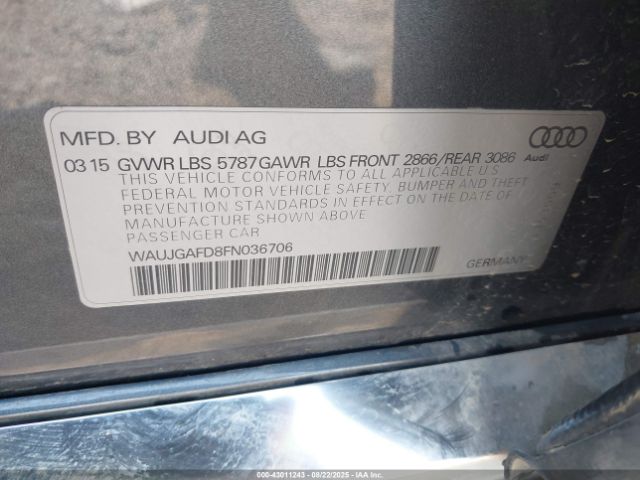 MFD. BY AUDI AG
03 15 GVWR LBS 5787 GAWR LBS FRONT 2866/REAR 3086 Audi
THIS VEHICLE CONFORMS TO ALL APPLICABLE U.S
FEDERAL MOTOR VEHICLE SAFETY, BUMPER AND THEFT
PREVENTION STANDARDS IN EFFECT ON THE DATE OF
MANUFACTURE SHOWN ABOVE
PASSENGER CAR
WAUJGAFD8FN036706
GERMANY
000-43011243 08/22/2025 IAA INC.